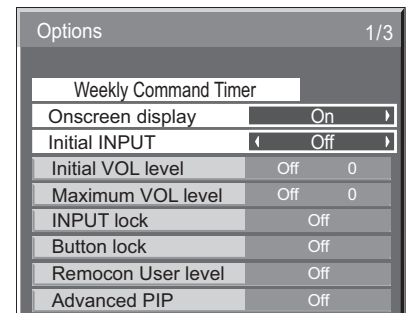 Options 1/3
Weekly Command Timer
Onscreen display On
Initial INPUT Off
Initial VOL level Off 0
Maximum VOL level Off 0
INPUT lock Off
Button lock Off
Remocon User level Off
Advanced PIP Off